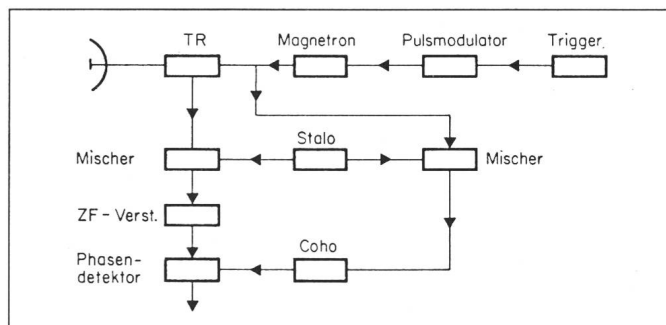 TR
Magnetron
Pulsmodulator
Trigger.
Mischer
Stalo
Mischer
ZF-Verst.
Phasen-
detektor
Coho